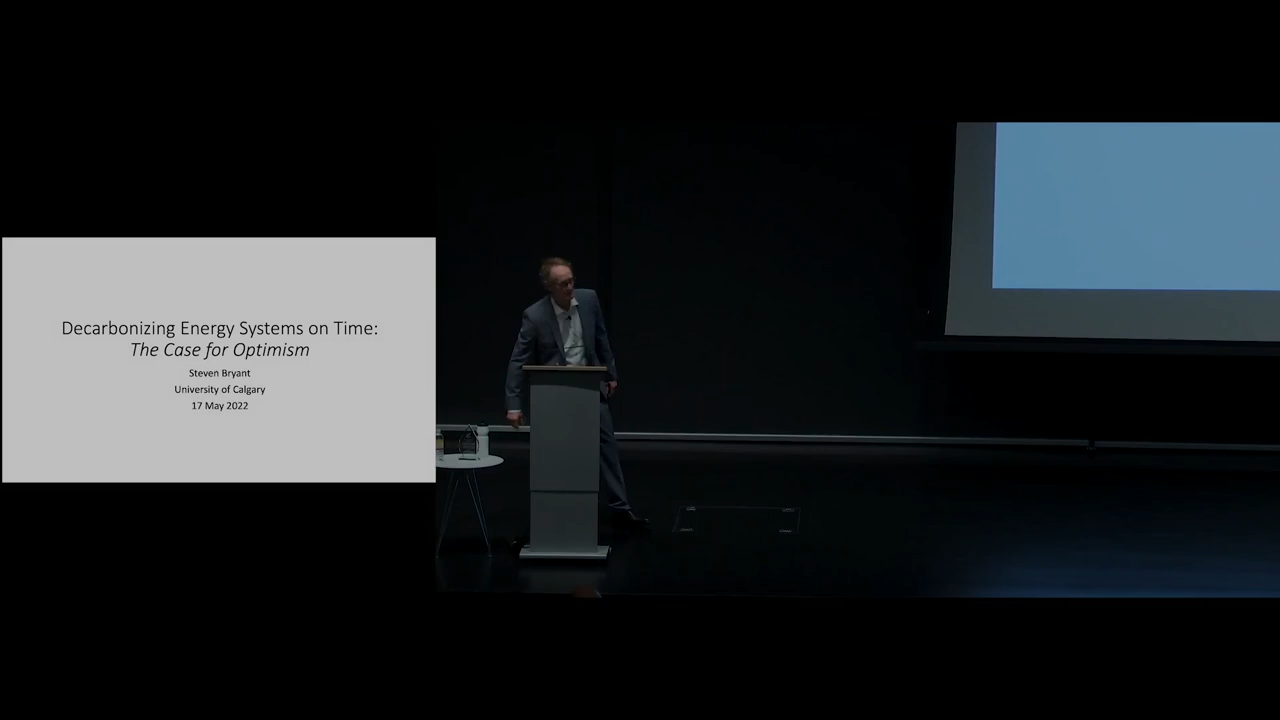 Decarbonizing Energy Systems on Time:
The Case for Optimism
Steven Bryant
University of Calgary
17 May 2022